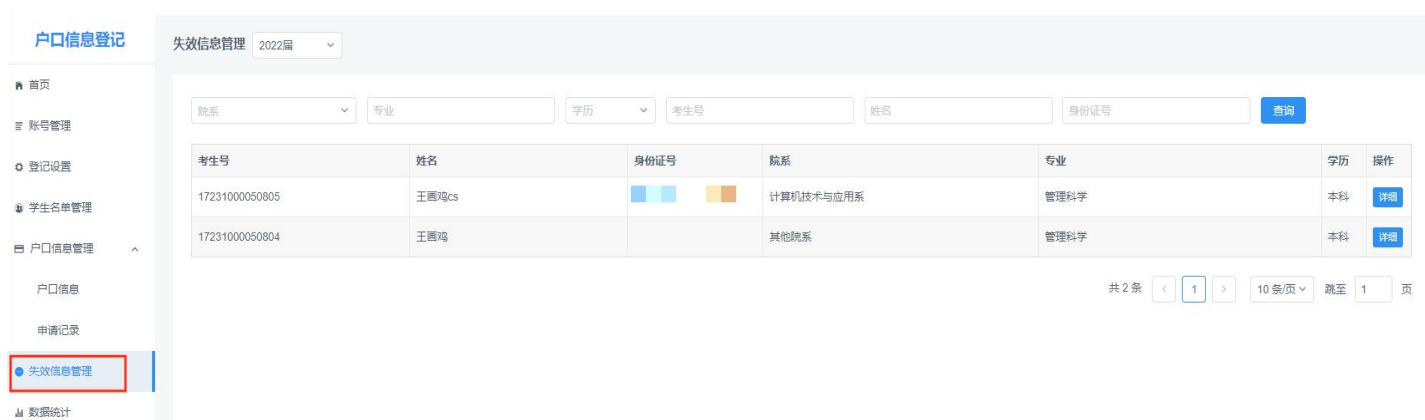 户口信息登记
失效信息管理 2022届
首页
账号管理
登记设置
学生名单管理
户口信息管理
户口信息
申请记录
失效信息管理
数据统计
院系 专业 学历 考生号 姓名 身份证号 查询
考生号 姓名 身份证号 院系 专业 学历 操作
17231000050805 王画鸡cs 计算机技术与应用系 管理科学 本科 详细
17231000050804 王画鸡 其他院系 管理科学 本科 详细
共 2 条 < 1 > 10 条/页 跳至 1 页